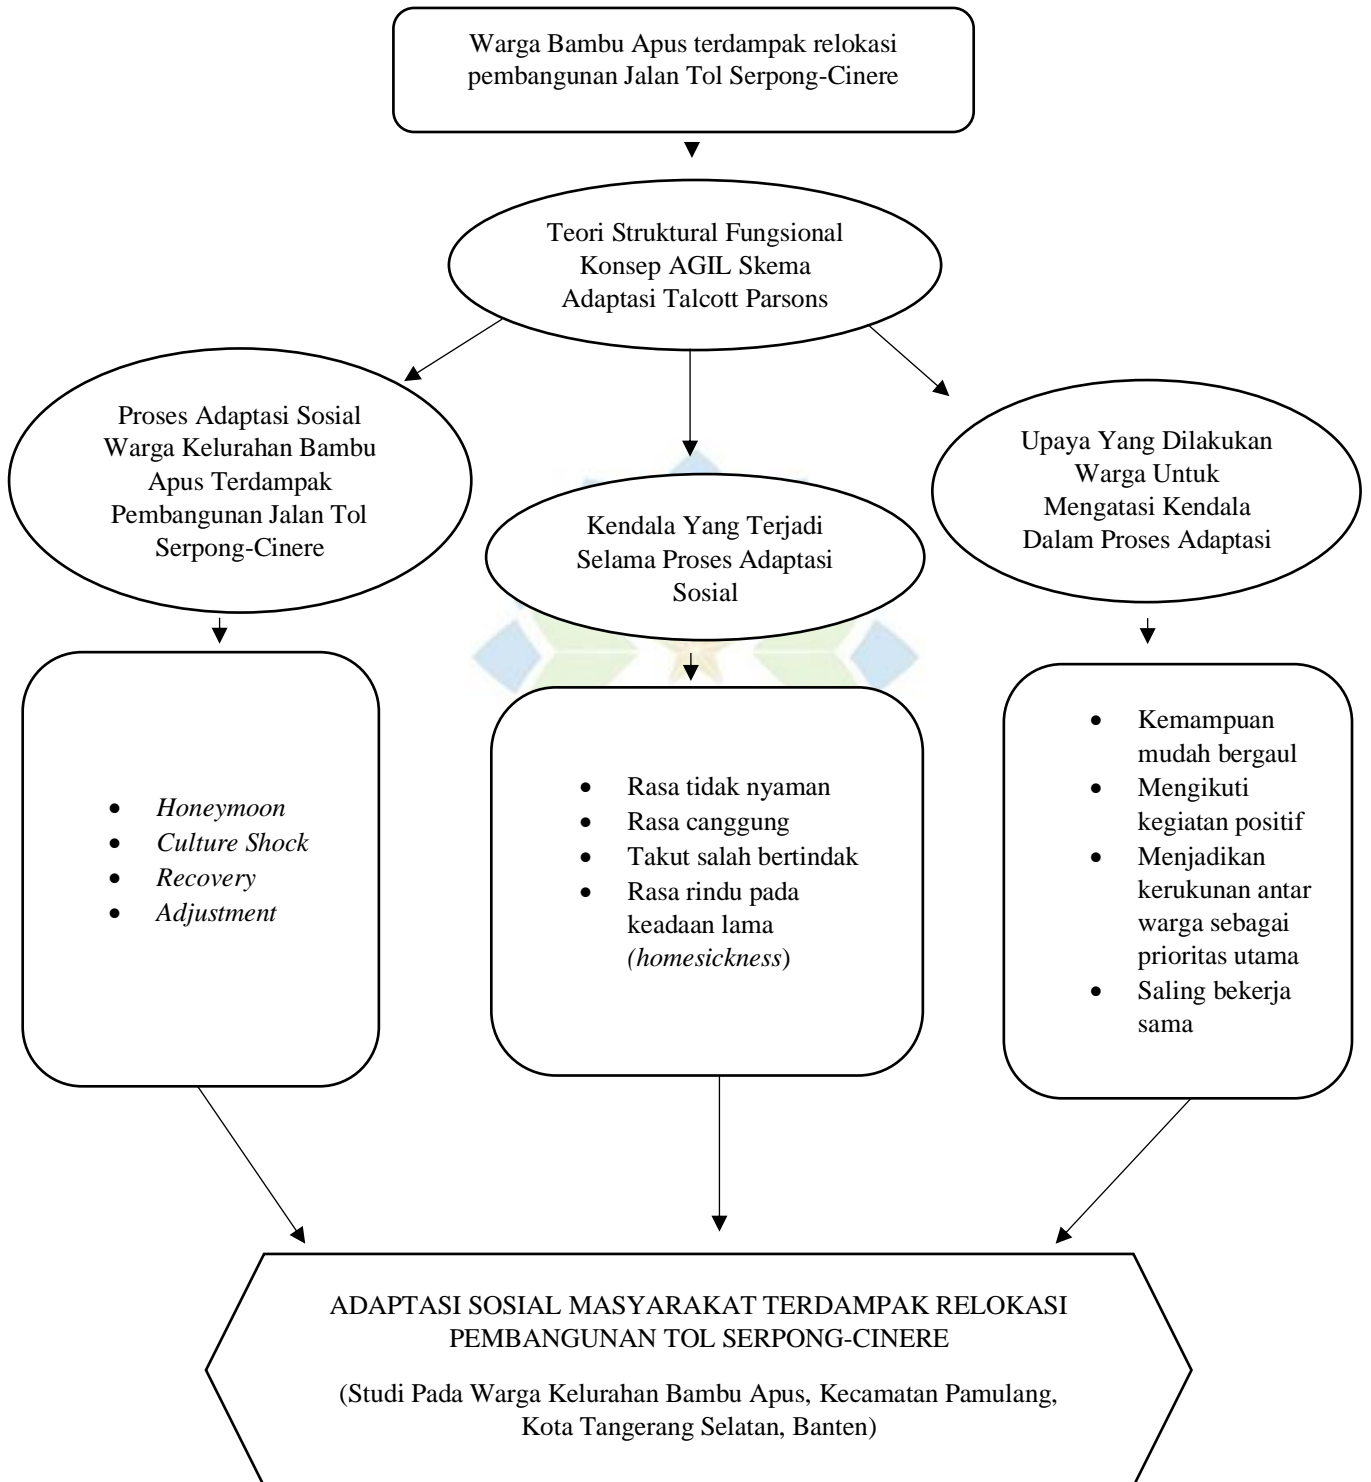 Warga Bambu Apus terdampak relokasi
pembangunan Jalan Tol Serpong-Cinere
Teori Struktural Fungsional
Konsep AGIL Skema
Adaptasi Talcott Parsons
Proses Adaptasi Sosial
Warga Kelurahan Bambu
Apus Terdampak
Pembangunan Jalan Tol
Serpong-Cinere
Kendala Yang Terjadi
Selama Proses Adaptasi
Sosial
Upaya Yang Dilakukan
Warga Untuk
Mengatasi Kendala
Dalam Proses Adaptasi
• Honeymoon
• Culture Shock
• Recovery
• Adjustment
• Rasa tidak nyaman
• Rasa canggung
• Takut salah bertindak
• Rasa rindu pada
keadaan lama
(homesickness)
• Kemampuan
mudah bergaul
• Mengikuti
kegiatan positif
• Menjadikan
kerukunan antar
warga sebagai
prioritas utama
• Saling bekerja
sama
ADAPTASI SOSIAL MASYARAKAT TERDAMPAK RELOKASI
PEMBANGUNAN TOL SERPONG-CINERE
(Studi Pada Warga Kelurahan Bambu Apus, Kecamatan Pamulang,
Kota Tangerang Selatan, Banten)